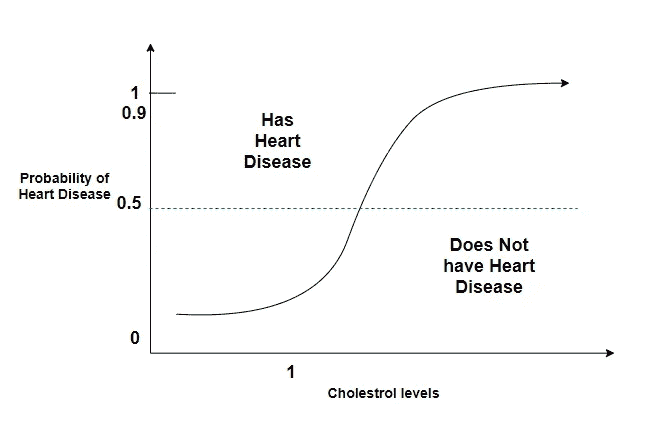 1
0.9
Has
Heart
Disease
Probability of
Heart Disease
0.5
Does Not
have Heart
Disease
0
1
Cholestrol levels